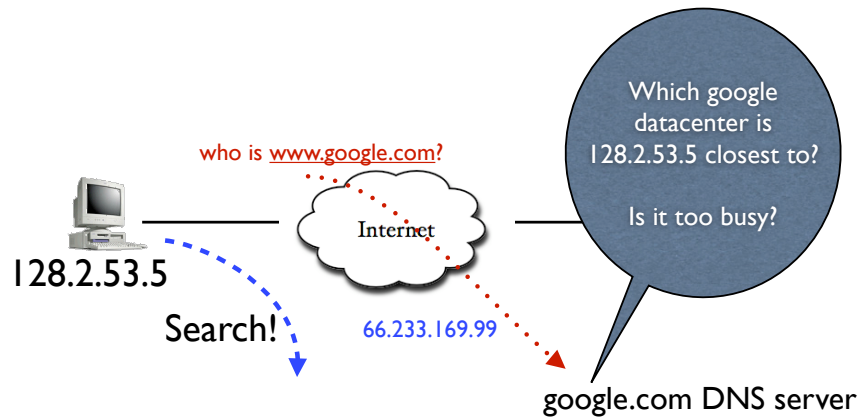 Which google
datacenter is
128.2.53.5 closest to?
Is it too busy?
who is www.google.com?
Internet
128.2.53.5
Search!
66.233.169.99
google.com DNS server